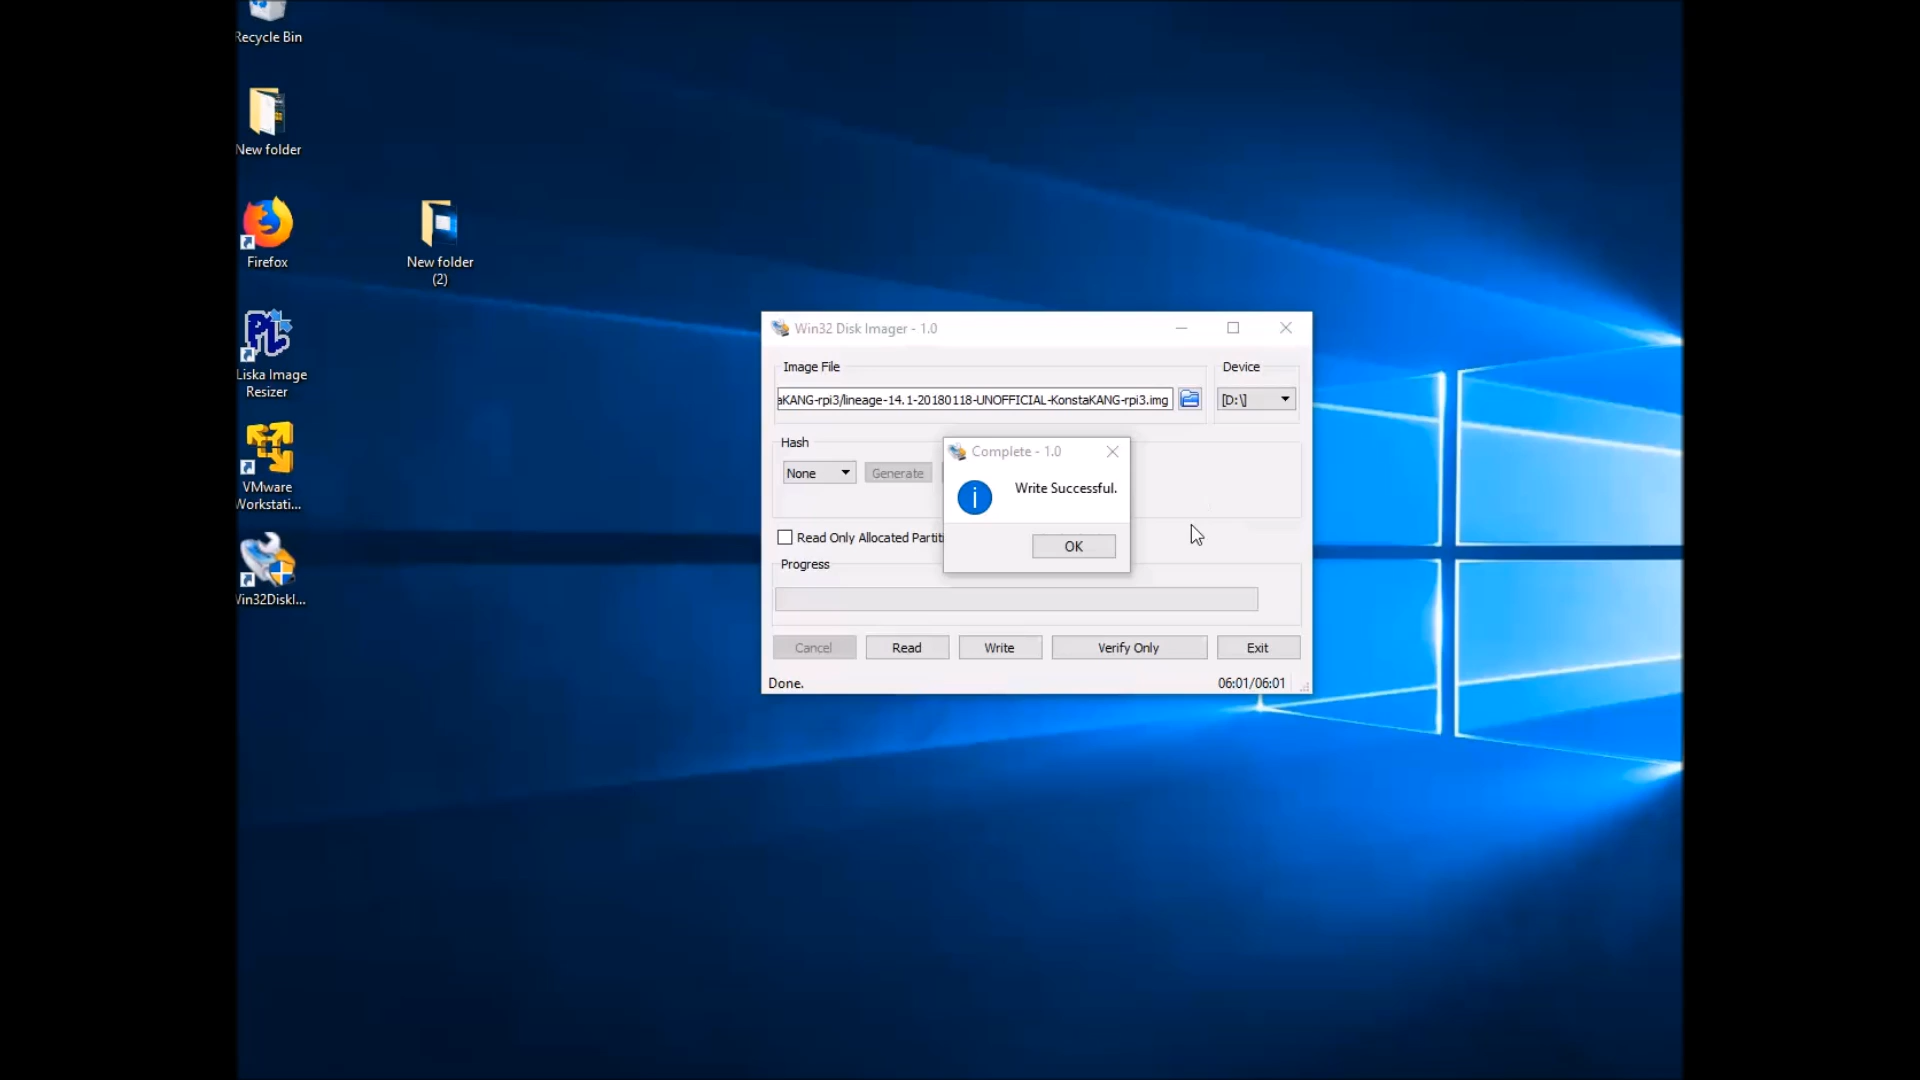 Recycle Bin
New folder
Firefox
New folder
(2)
Liska Image
Resizer
VMware
Workstati...
Win32DiskI...
Win32 Disk Imager - 1.0
Image File
Device
aKANG-rpi3/lineage-14.1-20180118-UNOFFICIAL-KonstaKANG-rpi3.img
[D:\]
Hash
None
Generate
Complete - 1.0
Write Successful.
OK
Read Only Allocated Partiti
Progress
Cancel
Read
Write
Verify Only
Exit
Done.
06:01/06:01